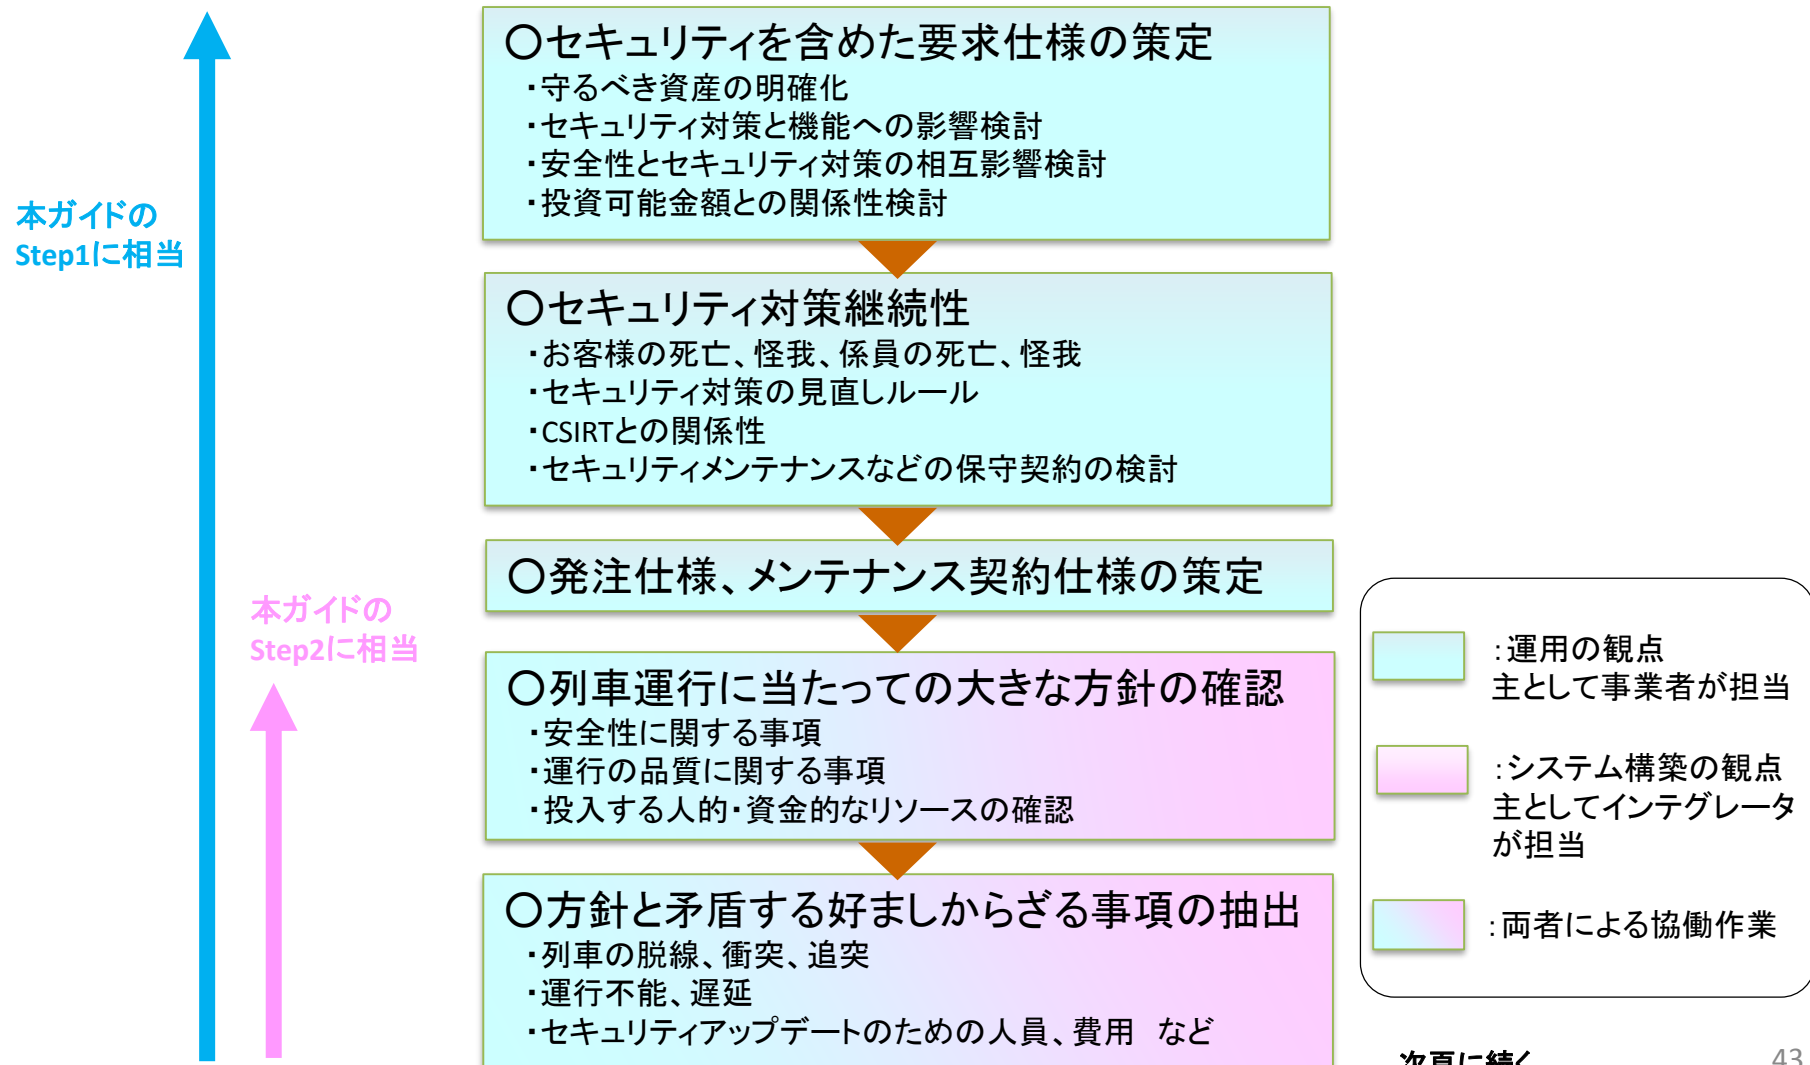 本ガイドの
Step1に相当
本ガイドの
Step2に相当
○セキュリティを含めた要求仕様の策定
・守るべき資産の明確化
・セキュリティ対策と機能への影響検討
・安全性とセキュリティ対策の相互影響検討
・投資可能金額との関係性検討
○セキュリティ対策継続性
・お客様の死亡、怪我、係員の死亡、怪我
・セキュリティ対策の見直しルール
・CSIRTとの関係性
・セキュリティメンテナンスなどの保守契約の検討
○発注仕様、メンテナンス契約仕様の策定
○列車運行に当たっての大きな方針の確認
・安全性に関する事項
・運行の品質に関する事項
・投入する人的・資金的なリソースの確認
○方針と矛盾する好ましからざる事項の抽出
・列車の脱線、衝突、追突
・運行不能、遅延
・セキュリティアップデートのための人員、費用　など
：運用の観点
主として事業者が担当
：システム構築の観点
主としてインテグレータ
が担当
：両者による協働作業
次頁に続く
43